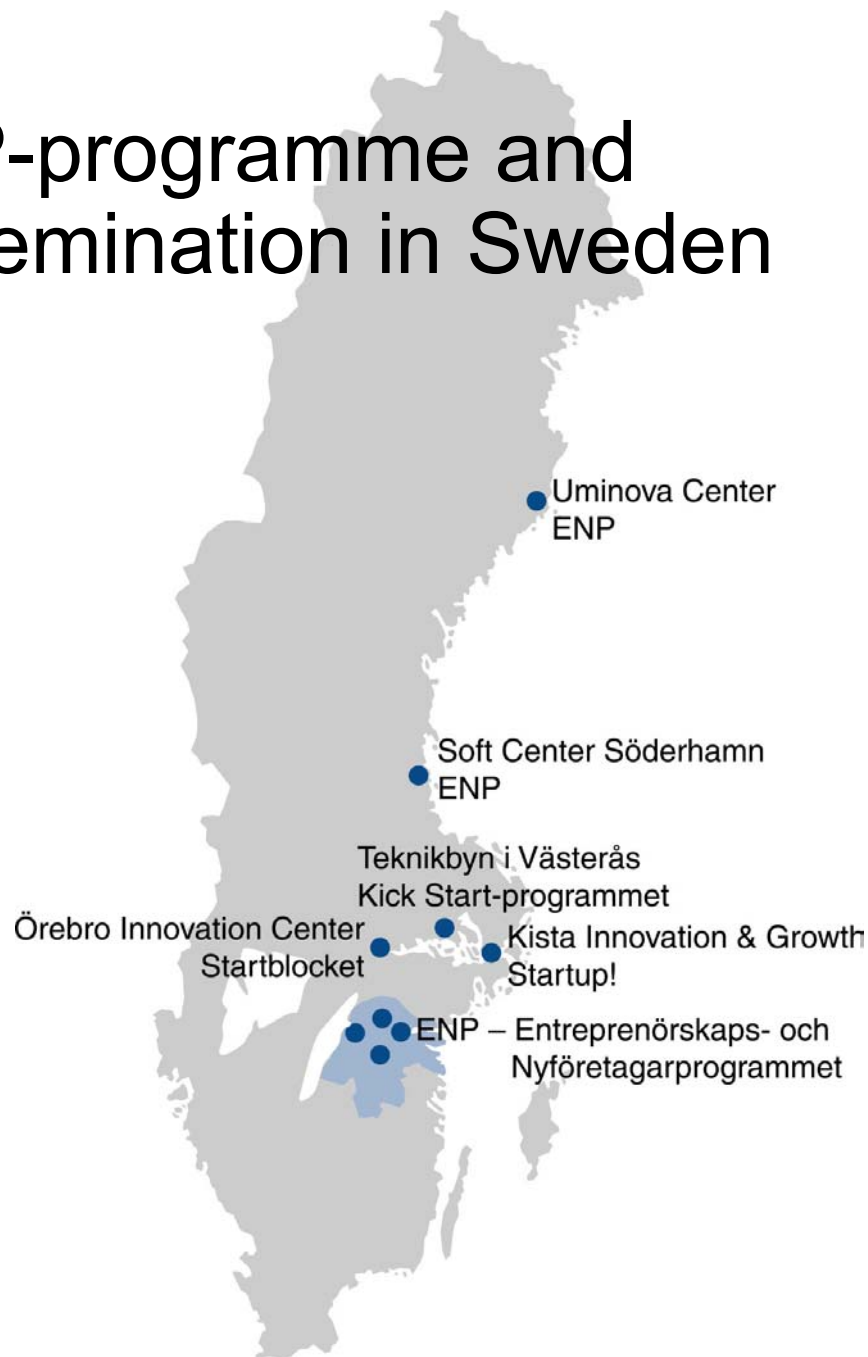 -programme and
emination in Sweden
Uminova Center
ENP
Soft Center Söderhamn
ENP
Teknikbyn i Västerås
Kick Start-programmet
Örebro Innovation Center
Startblocket
Kista Innovation & Growth
Startup!
ENP – Entreprenörskaps- och
Nyföretagarprogrammet